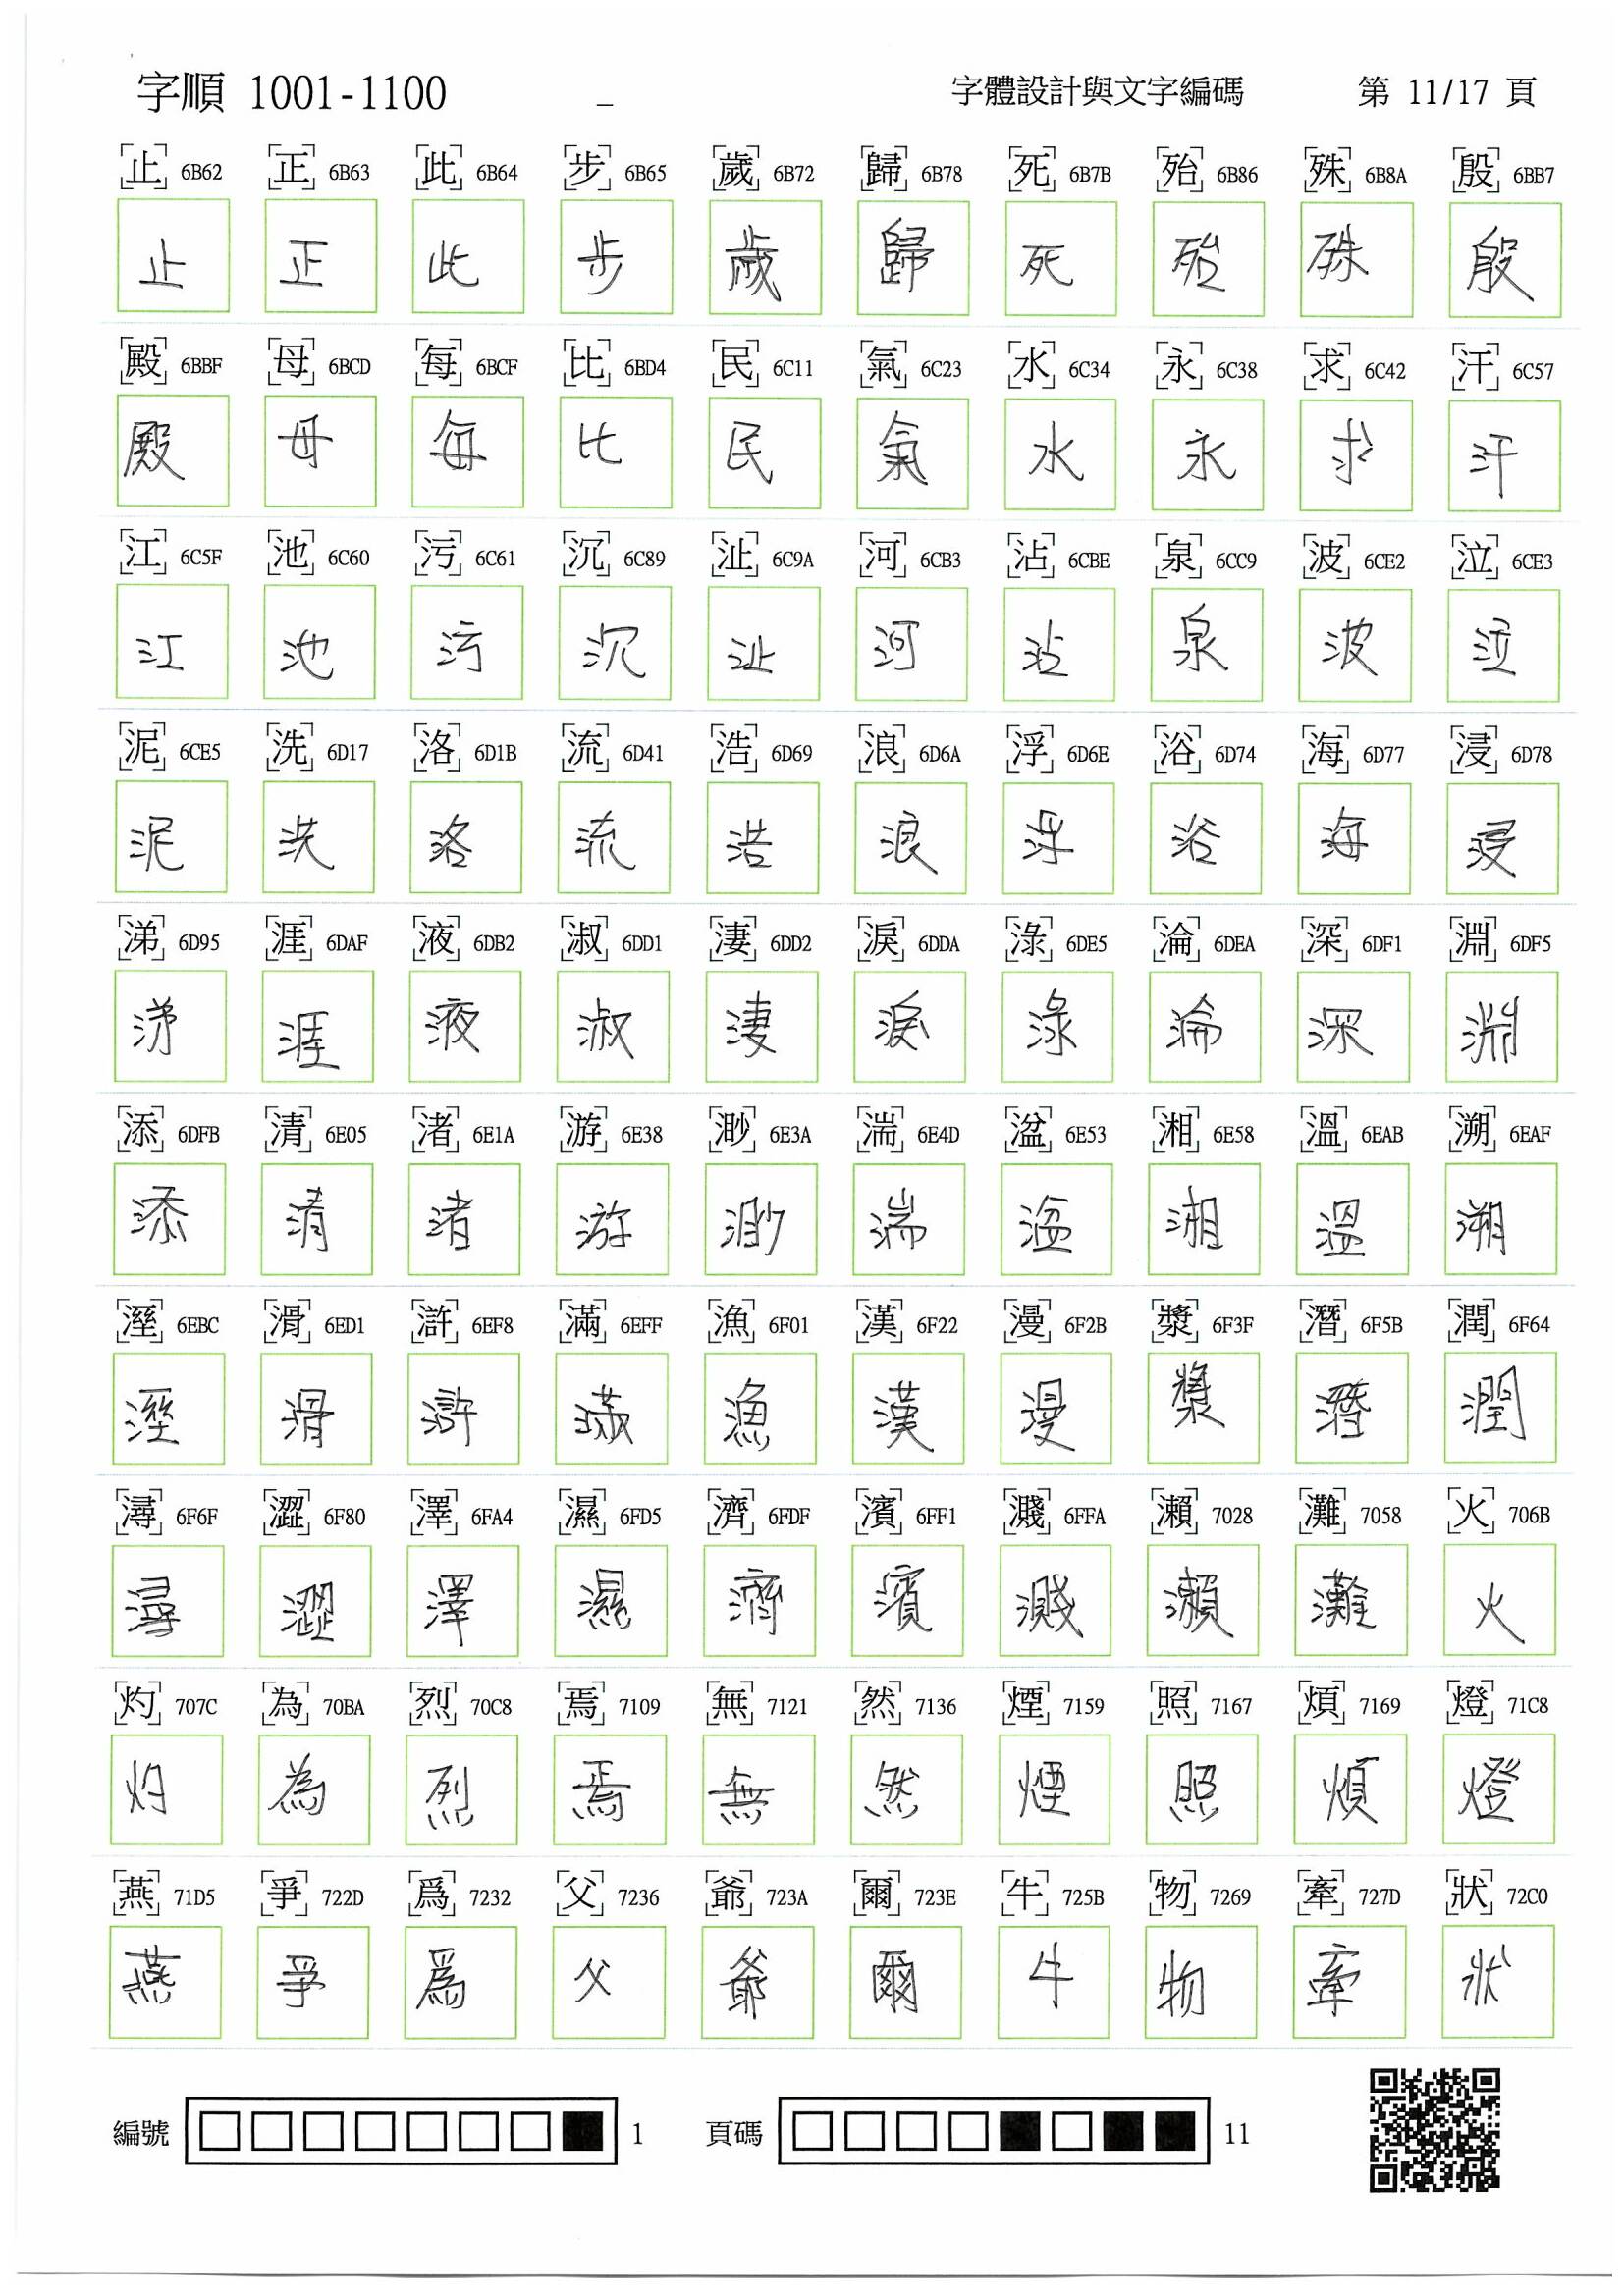 字順 1001-1100 _ 字體設計與文字編碼 第 11/17 頁
止 6B62 正 6B63 此 6B64 步 6B65 歲 6B72 歸 6B78 死 6B7B 殆 6B86 殊 6B8A 殷 6BB7
止 正 此 步 歲 歸 死 殆 殊 殷
殿 6BBF 母 6BCD 每 6BCF 比 6BD4 民 6C11 氣 6C23 水 6C34 永 6C38 求 6C42 汗 6C57
殿 母 每 比 民 氣 水 永 求 汗
江 6C5F 池 6C60 污 6C61 沉 6C89 沚 6C9A 河 6CB3 沾 6CBE 泉 6CC9 波 6CE2 泣 6CE3
江 池 污 沉 沚 河 沾 泉 波 泣
泥 6CE5 洗 6D17 洛 6D1B 流 6D41 浩 6D69 浪 6D6A 浮 6D6E 浴 6D74 海 6D77 浸 6D78
泥 洗 洛 流 浩 浪 浮 浴 海 浸
涕 6D95 涯 6DAF 液 6DB2 淑 6DD1 淒 6DD2 淚 6DDA 淥 6DE5 淪 6DEA 深 6DF1 淵 6DF5
涕 涯 液 淑 淒 淚 淥 淪 深 淵
添 6DFB 清 6E05 渚 6E1A 游 6E38 渺 6E3A 湍 6E4D 湓 6E53 湘 6E58 溫 6EAB 溯 6EAF
添 清 渚 游 渺 湍 湓 湘 溫 溯
溼 6EBC 滑 6ED1 滸 6EF8 滿 6EFF 漁 6F01 漢 6F22 漫 6F2B 漿 6F3F 潛 6F5B 潤 6F64
溼 滑 滸 滿 漁 漢 漫 漿 潛 潤
潯 6F6F 澀 6F80 澤 6FA4 濕 6FD5 濟 6FDF 濱 6FF1 濺 6FFA 瀨 7028 灘 7058 火 706B
潯 澀 澤 濕 濟 濱 濺 瀨 灘 火
灼 707C 為 70BA 烈 70C8 焉 7109 無 7121 然 7136 煙 7159 照 7167 煩 7169 燈 71C8
灼 為 烈 焉 無 然 煙 照 煩 燈
燕 71D5 爭 722D 爲 7232 父 7236 爺 723A 爾 723E 牛 725B 物 7269 牽 727D 狀 72C0
燕 爭 爲 父 爺 爾 牛 物 牽 狀
編號 1 頁碼 11